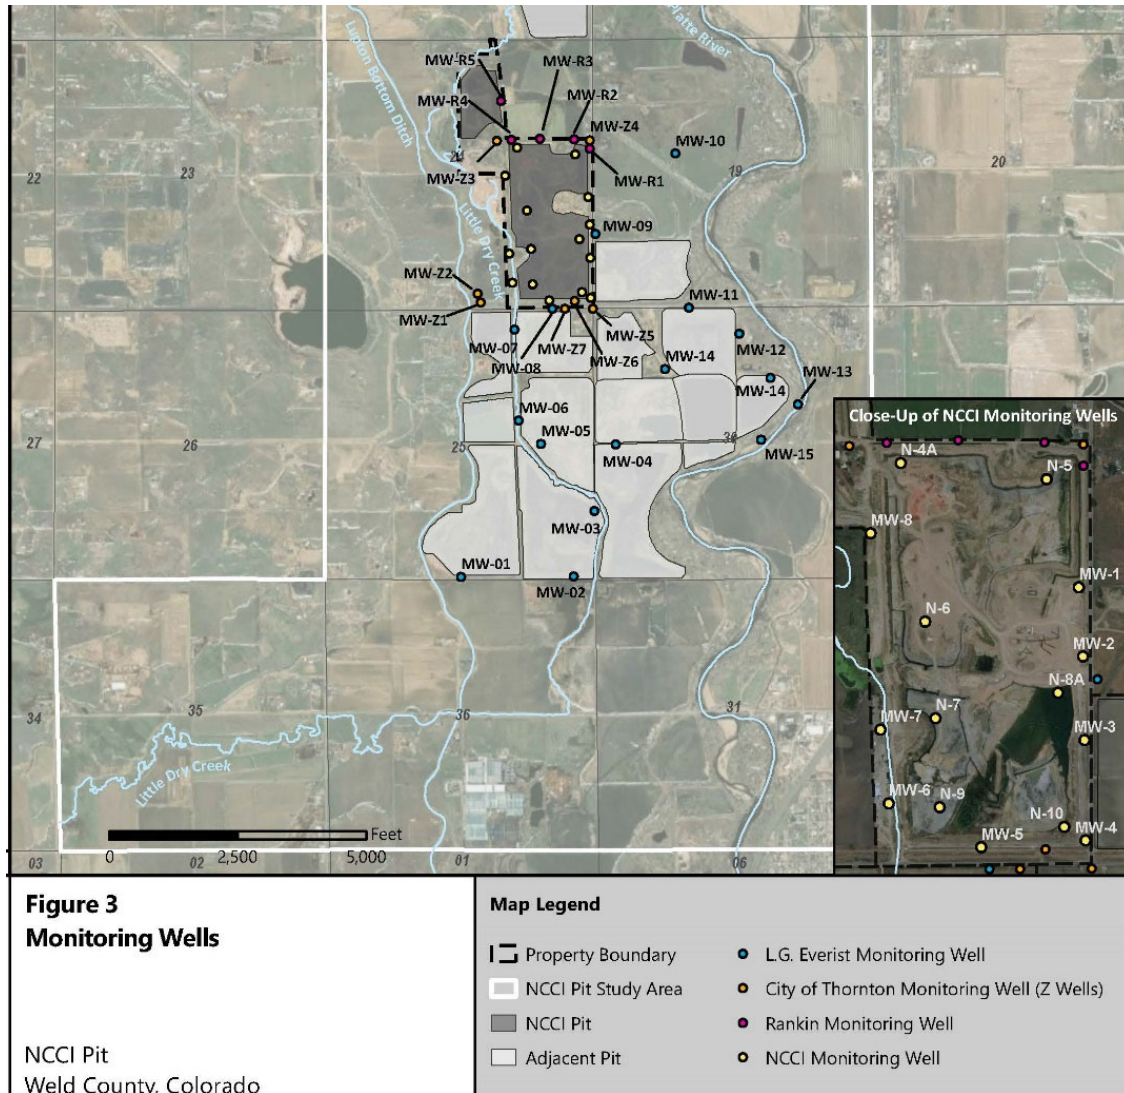 Platte River
Lupton Bottom Ditch
MW-R5
MW-R3
MW-R4
MW-R2
MW-Z4
MW-10
22
23
24
19
20
MW-Z3
MW-R1
Little Dry Creek
MW-09
MW-Z2
MW-Z1
MW-11
MW-07
MW-Z7
MW-Z5
MW-12
MW-08
MW-Z6
MW-14
MW-14
MW-13
MW-06
MW-05
27
26
25
MW-04
30
MW-15
MW-03
MW-01
MW-02
34
35
36
31
Little Dry Creek
Feet
0
2,500
5,000
03
02
01
06
Close-Up of NCCI Monitoring Wells
N-4A
N-5
MW-8
MW-1
N-6
MW-2
N-8A
N-7
MW-7
MW-3
MW-6
N-9
N-10
MW-4
MW-5
Figure 3
Monitoring Wells
NCCI Pit
Weld County, Colorado
Map Legend
Property Boundary
NCCI Pit Study Area
NCCI Pit
Adjacent Pit
L.G. Everist Monitoring Well
City of Thornton Monitoring Well (Z Wells)
Rankin Monitoring Well
NCCI Monitoring Well